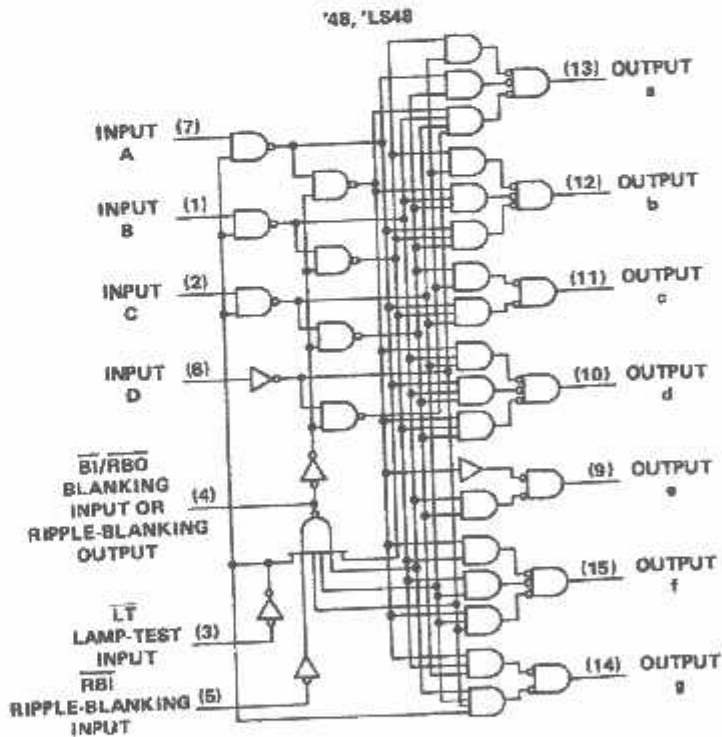 '48, 'LS48
(13) OUTPUT
a
INPUT (7)
A
(12) OUTPUT
b
INPUT (1)
B
(11) OUTPUT
c
INPUT (2)
C
INPUT (6)
D
(10) OUTPUT
d
BI/RBO
BLANKING
INPUT OR (4)
RIPPLE-BLANKING
OUTPUT
(9) OUTPUT
e
(15) OUTPUT
f
LT
LAMP-TEST (3)
INPUT
(14) OUTPUT
g
RBI
RIPPLE-BLANKING (5)
INPUT